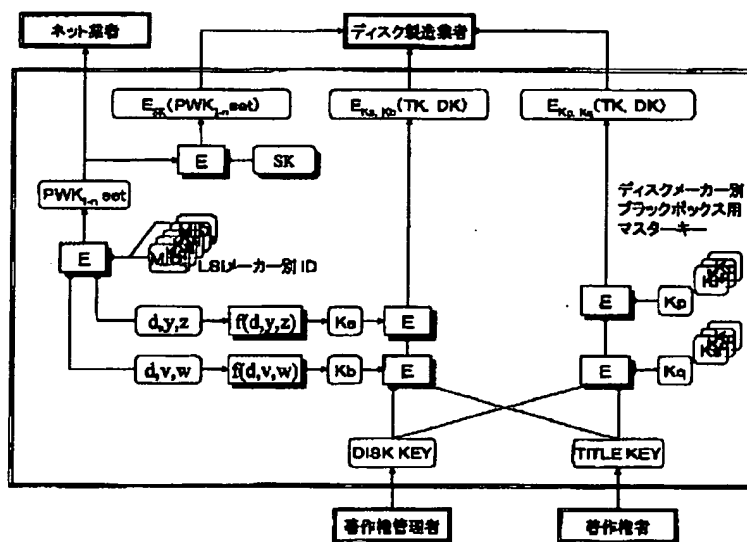 ネット業者
ディスク製造業者
E_SK(PWK_1-n set)
E_Ka, Kb(TK, DK)
E_Kp, Kq(TK, DK)
E
SK
PWK_1-n set
ディスクメーカー別
ブラックボックス用
マスターキー
E
MID
LSIメーカー別 ID
d,y,z
f(d,y,z)
Ka
E
E
Kp
d,v,w
f(d,v,w)
Kb
E
E
Kq
DISK KEY
TITLE KEY
著作権管理者
著作権者